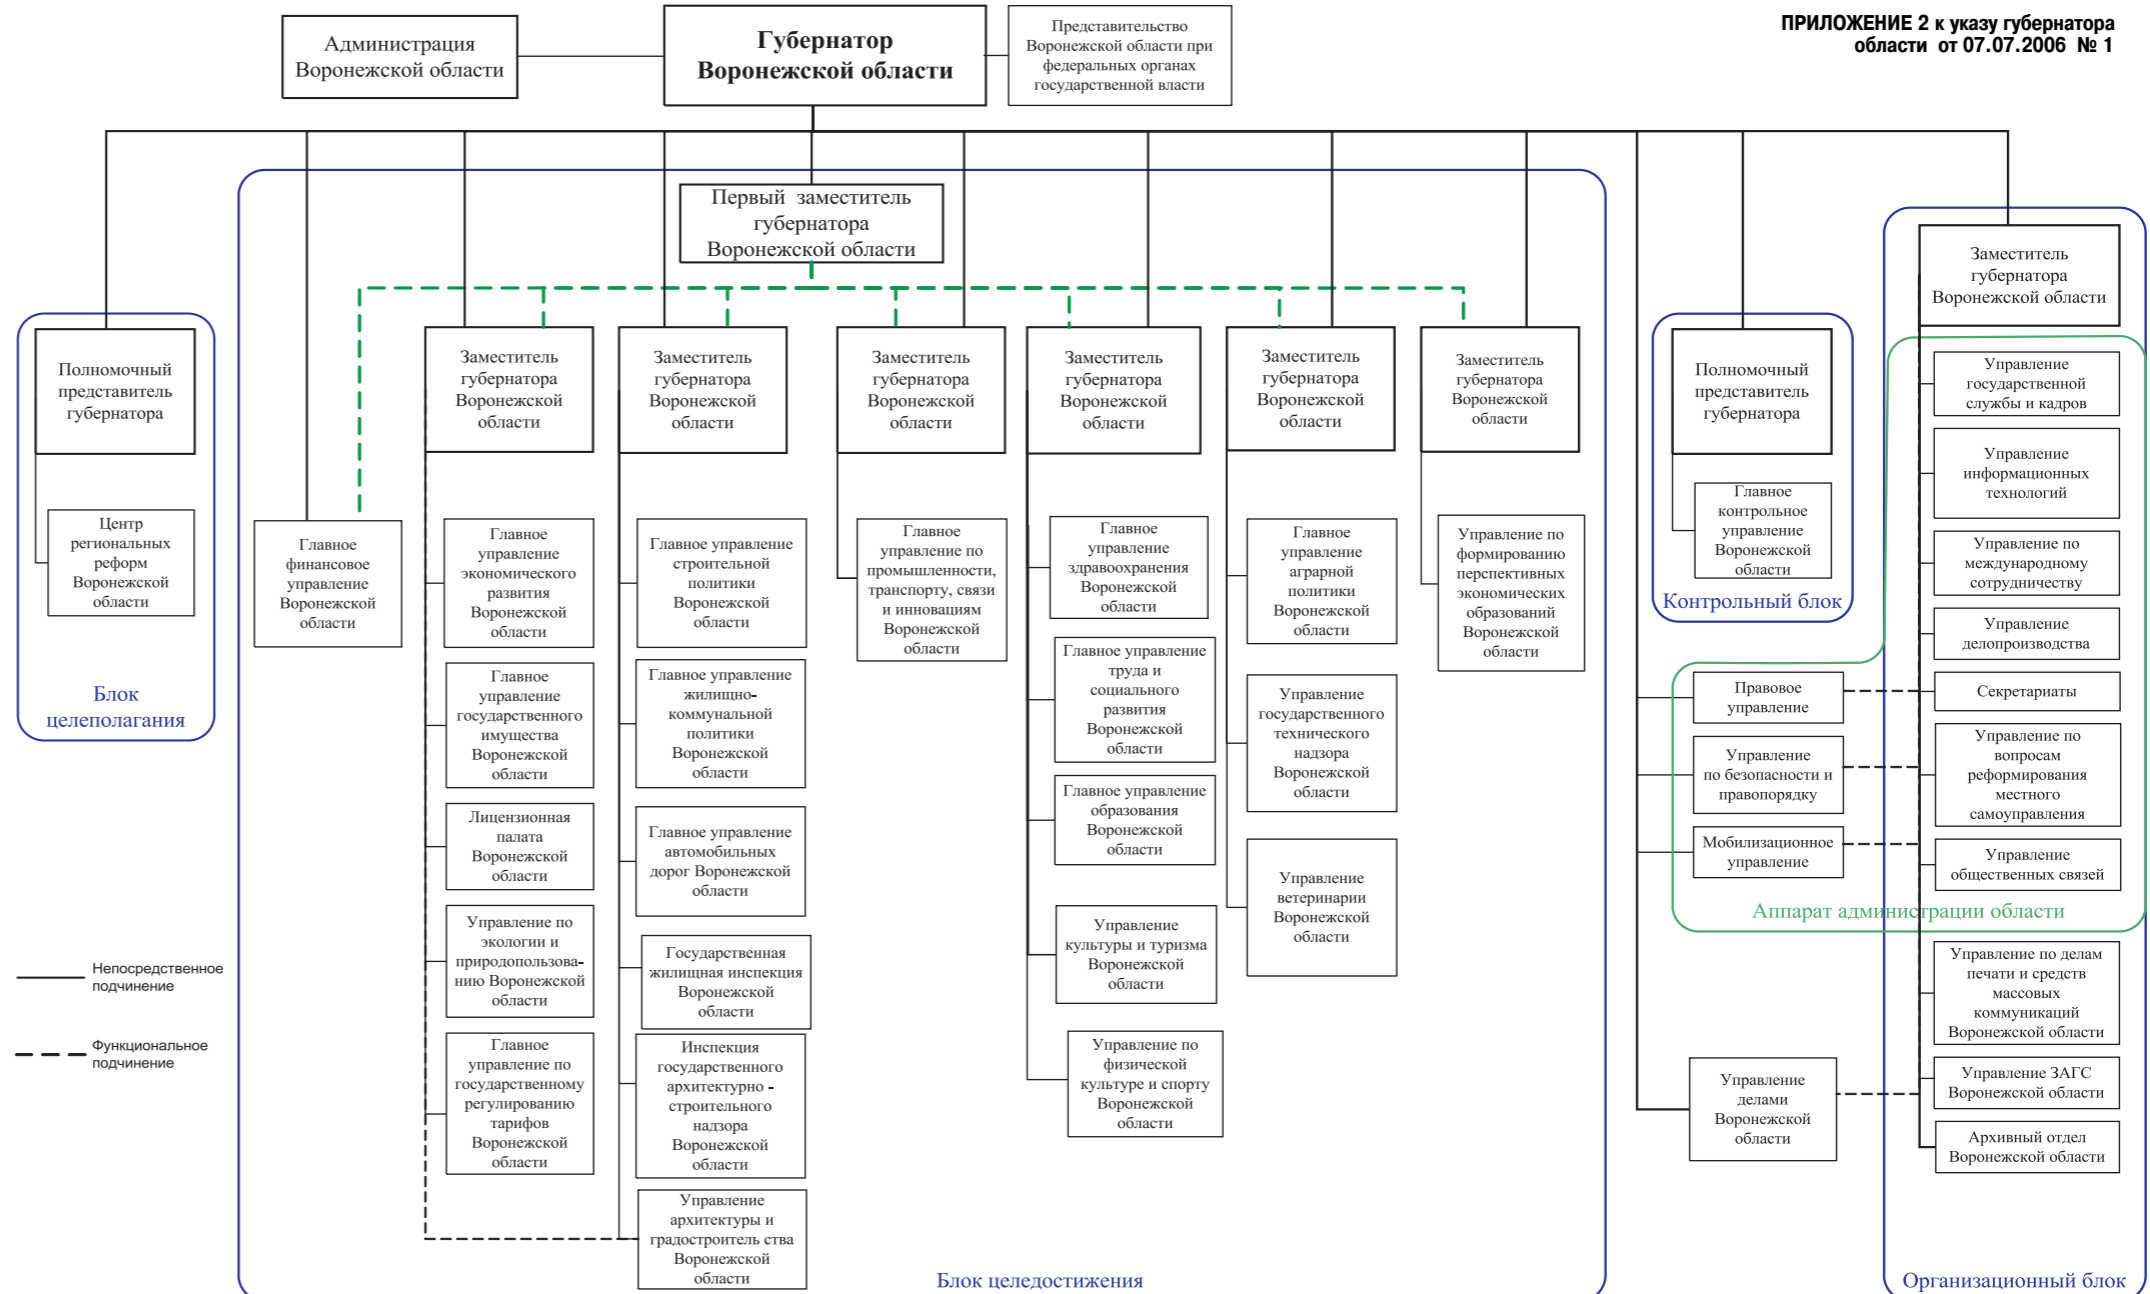 ПРИЛОЖЕНИЕ 2 к указу губернатора
области от 07.07.2006 № 1
Администрация
Воронежской области
Губернатор
Воронежской области
Представительство
Воронежской области при
федеральных органах
государственной власти
Первый заместитель
губернатора
Воронежской области
Полномочный
представитель
губернатора
Центр
региональных
реформ
Воронежской
области
Блок
целеполагания
Главное
финансовое
управление
Воронежской
области
Заместитель
губернатора
Воронежской
области
Главное
управление
экономического
развития
Воронежской
области
Главное
управление
государственного
имущества
Воронежской
области
Лицензионная
палата
Воронежской
области
Управление по
экологии и
природопользова-
нию Воронежской
области
Главное
управление по
государственному
регулированию
тарифов
Воронежской
области
Заместитель
губернатора
Воронежской
области
Главное управление
строительной
политики
Воронежской
области
Главное управление
жилищно-
коммунальной
политики
Воронежской
области
Главное управление
автомобильных
дорог Воронежской
области
Государственная
жилищная инспекция
Воронежской
области
Инспекция
государственного
архитектурно -
строительного
надзора
Воронежской
области
Управление
архитектуры и
градостроитель ства
Воронежской
области
Заместитель
губернатора
Воронежской
области
Главное
управление по
промышленности,
транспорту, связи
и инновациям
Воронежской
области
Заместитель
губернатора
Воронежской
области
Главное
управление
здравоохранения
Воронежской
области
Главное управление
труда и
социального
развития
Воронежской
области
Главное управление
образования
Воронежской
области
Управление
культуры и туризма
Воронежской
области
Управление по
физической
культуре и спорту
Воронежской
области
Заместитель
губернатора
Воронежской
области
Главное
управление
аграрной
политики
Воронежской
области
Управление
государственного
технического
надзора
Воронежской
области
Управление
ветеринарии
Воронежской
области
Заместитель
губернатора
Воронежской
области
Управление по
формированию
перспективных
экономических
образований
Воронежской
области
Блок целедостижения
Полномочный
представитель
губернатора
Главное
контрольное
управление
Воронежской
области
Контрольный блок
Правовое
управление
Управление
по безопасности и
правопорядку
Мобилизационное
управление
Управление
делами
Воронежской
области
Заместитель
губернатора
Воронежской области
Управление
государственной
службы и кадров
Управление
информационных
технологий
Управление по
международному
сотрудничеству
Управление
делопроизводства
Секретариаты
Управление по
вопросам
реформирования
местного
самоуправления
Управление
общественных связей
Аппарат администрации области
Управление по делам
печати и средств
массовых
коммуникаций
Воронежской области
Управление ЗАГС
Воронежской области
Архивный отдел
Воронежской области
Организационный блок
Непосредственное
подчинение
Функциональное
подчинение